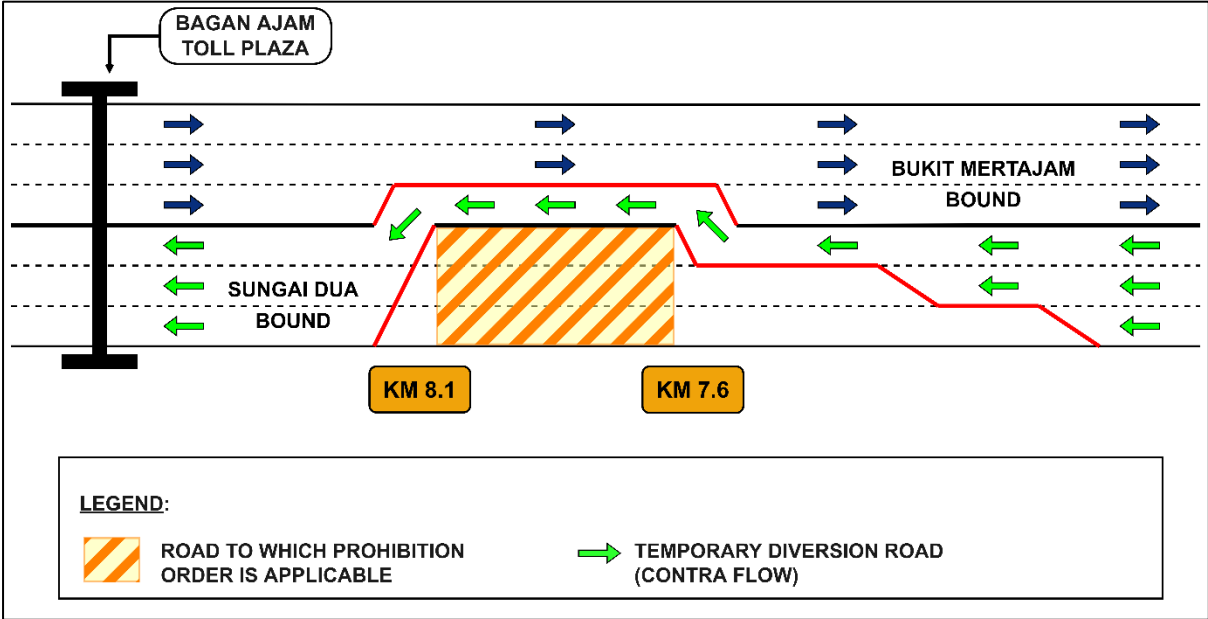 BAGAN AJAM
TOLL PLAZA
BUKIT MERTAJAM
BOUND
SUNGAI DUA
BOUND
KM 8.1
KM 7.6
LEGEND:
ROAD TO WHICH PROHIBITION
ORDER IS APPLICABLE
TEMPORARY DIVERSION ROAD
(CONTRA FLOW)